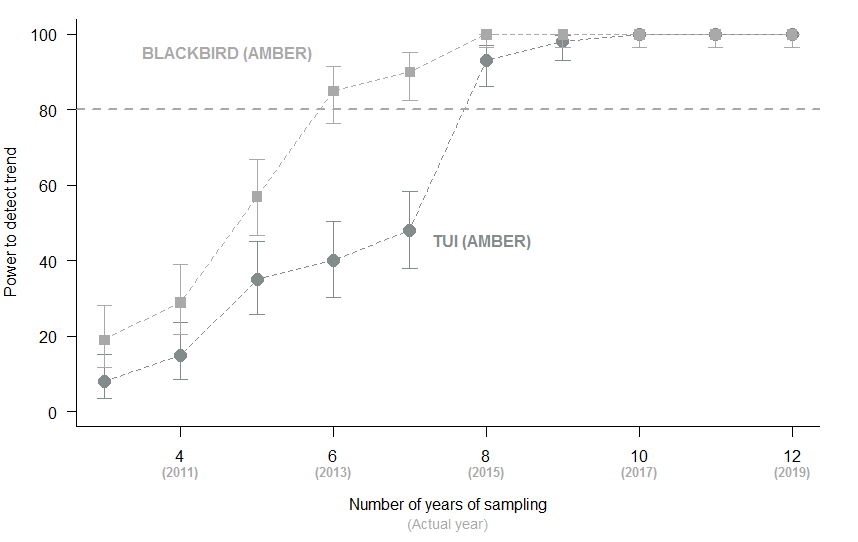 100
BLACKBIRD (AMBER)
80
60
TUI (AMBER)
40
20
0
Power to detect trend
4 6 8 10 12
(2011) (2013) (2015) (2017) (2019)
Number of years of sampling
(Actual year)